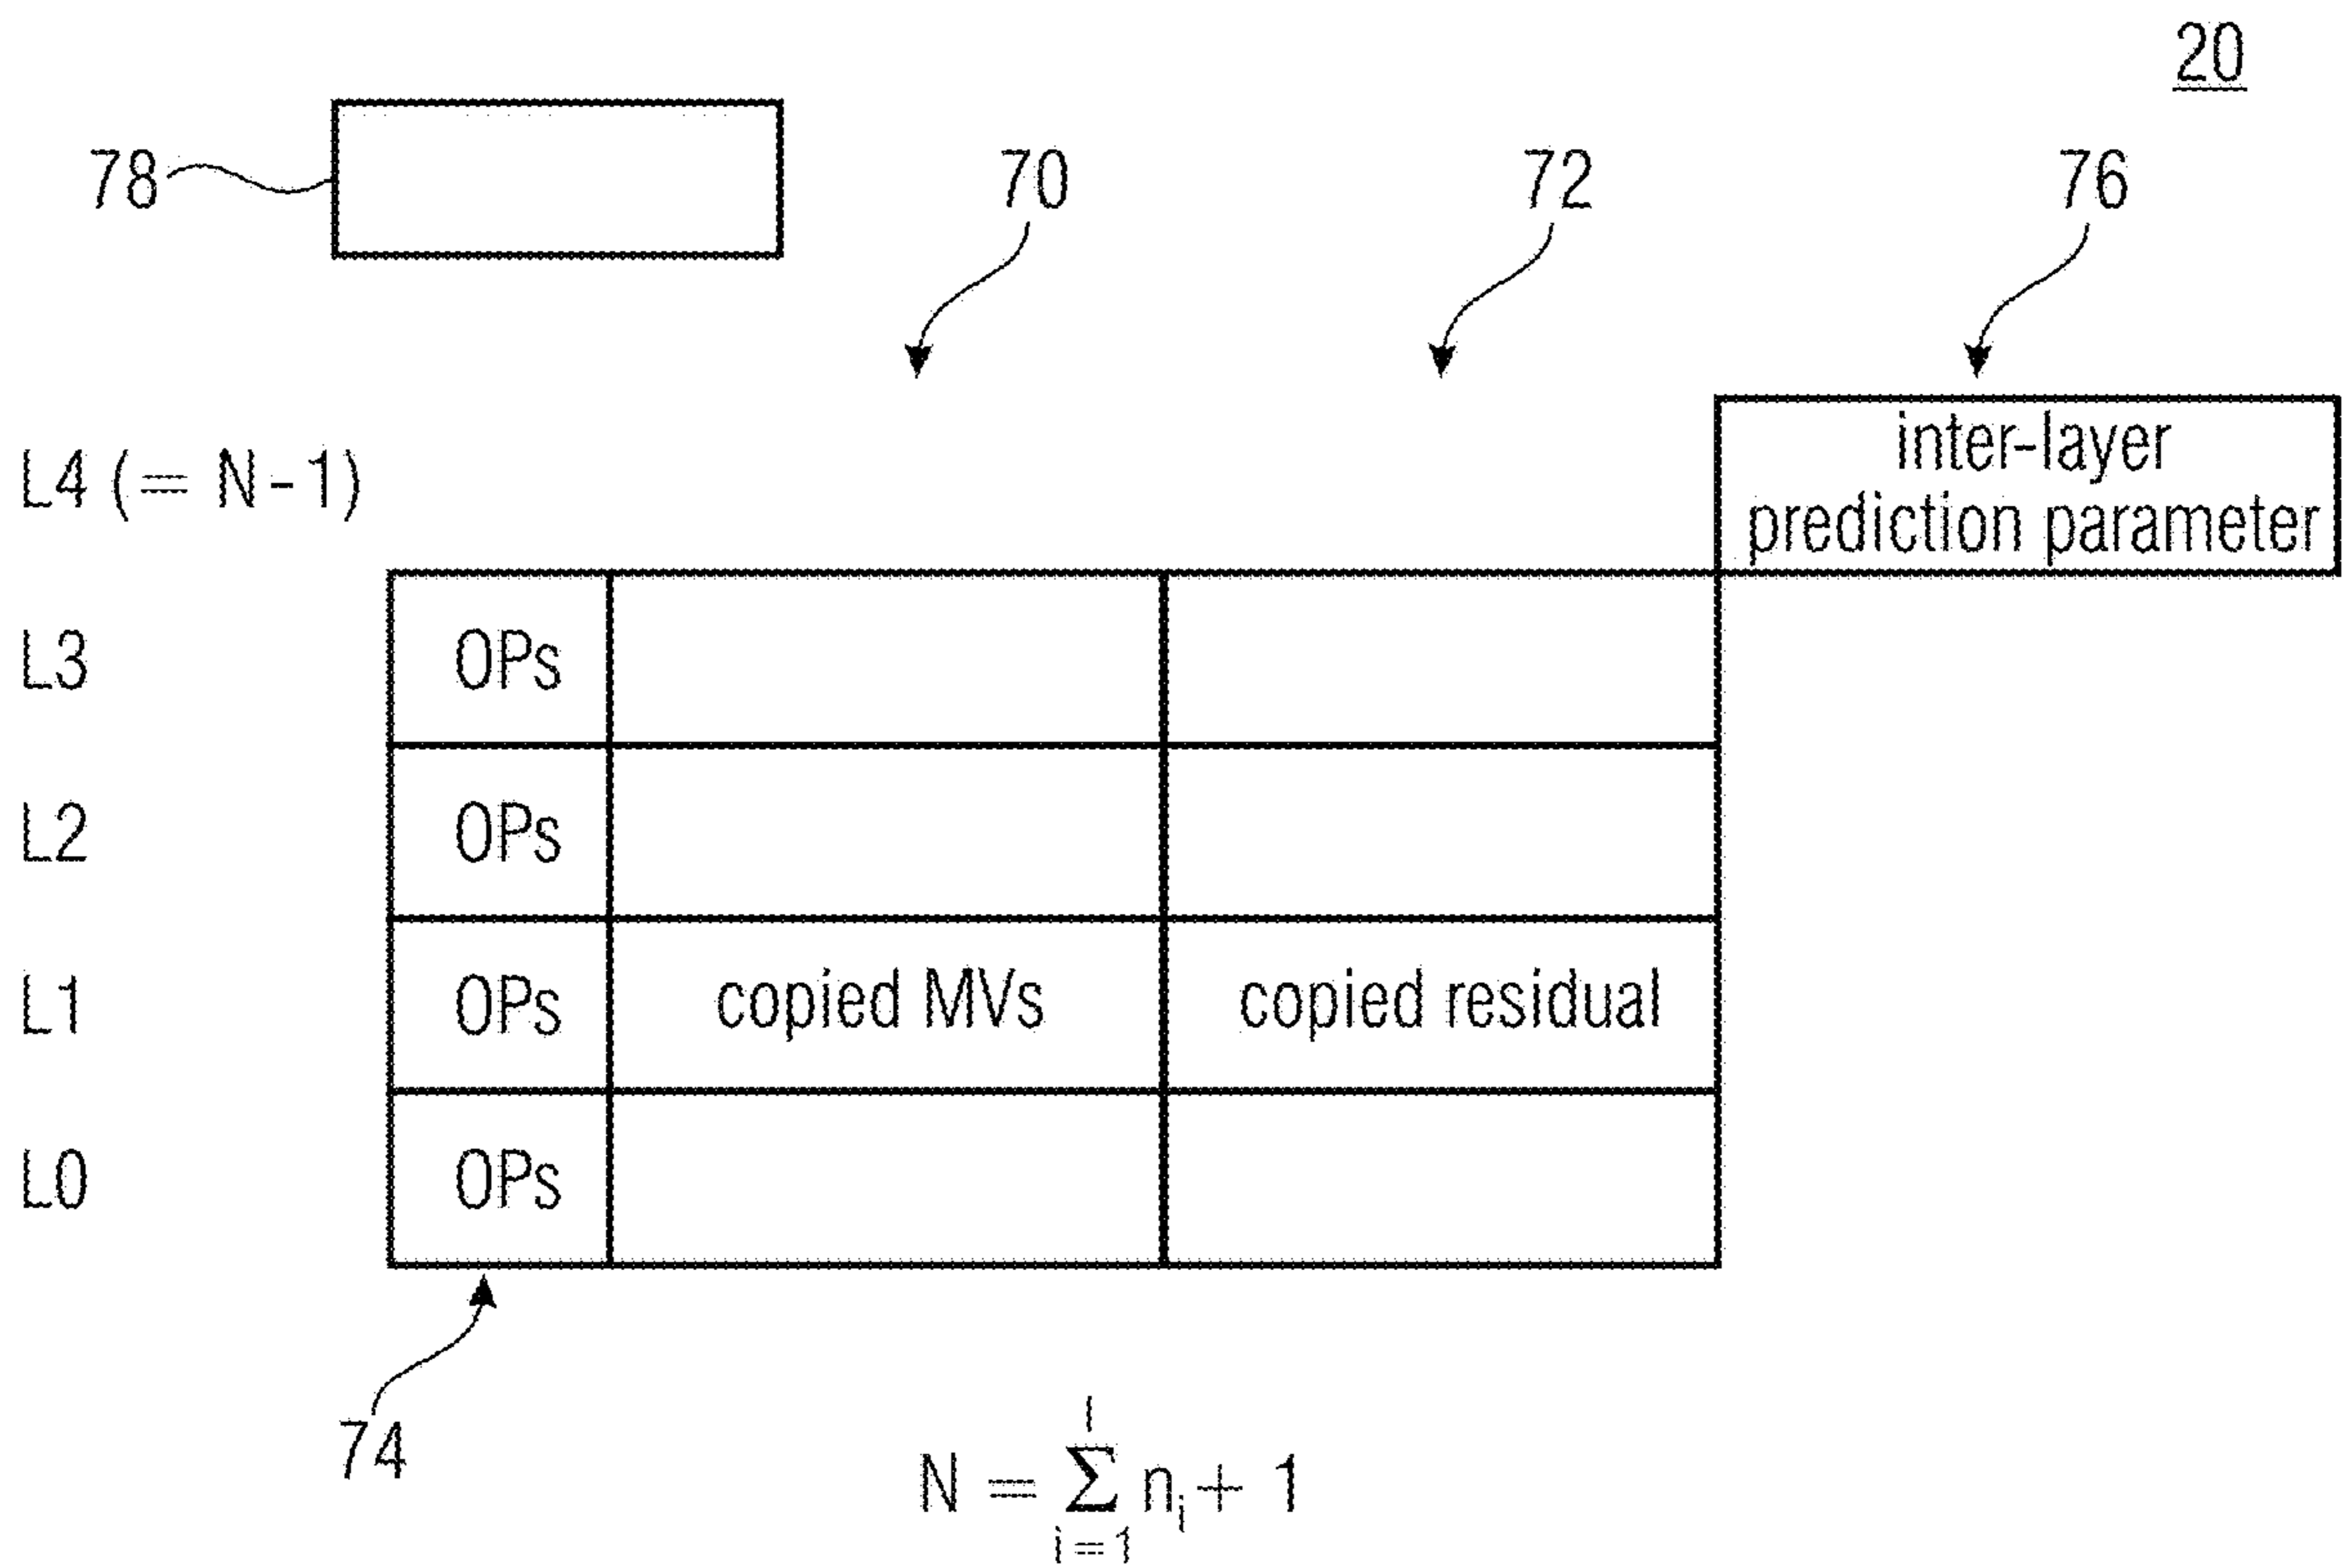 20
78
70
72
76
L4 (= N-1)
inter-layer
prediction parameter
L3
OPs
L2
OPs
L1
OPs
copied MVs
copied residual
L0
OPs
74
N = \sum_{i=1}^{l} n_i + 1